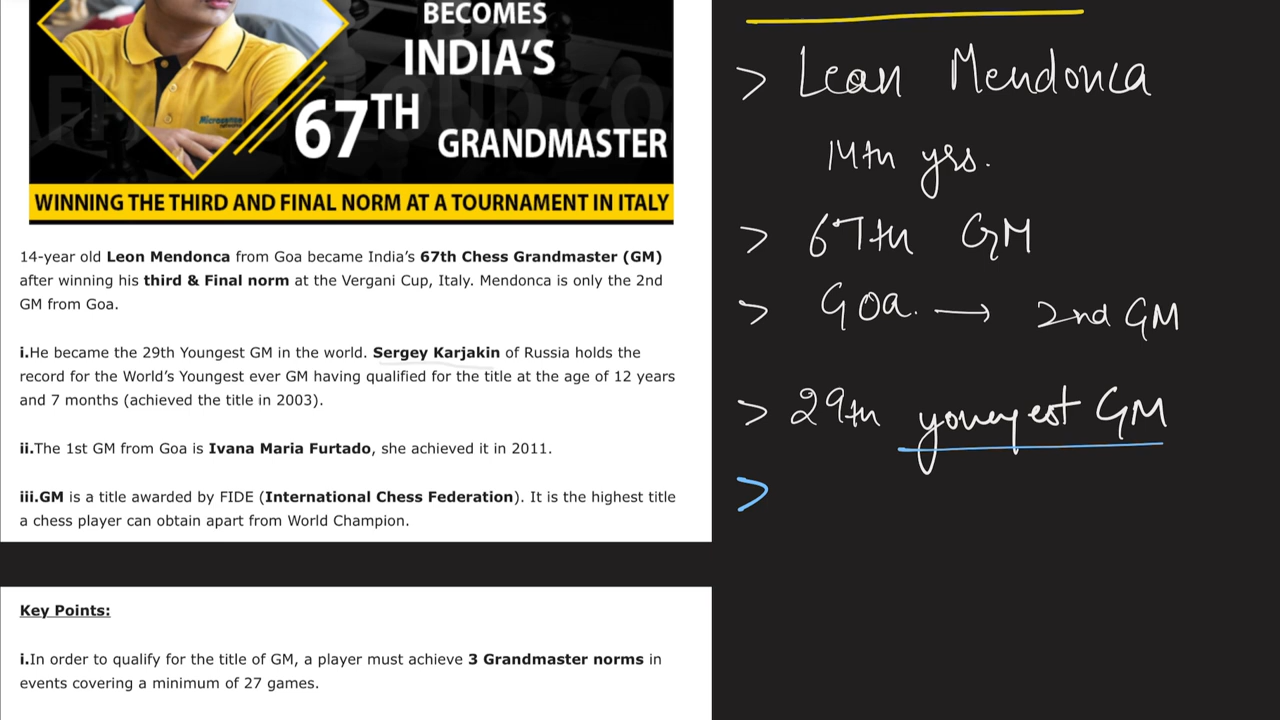 BECOMES
INDIA'S
67TH GRANDMASTER
WINNING THE THIRD AND FINAL NORM AT A TOURNAMENT IN ITALY
14-year old Leon Mendonca from Goa became India's 67th Chess Grandmaster (GM)
after winning his third & Final norm at the Vergani Cup, Italy. Mendonca is only the 2nd
GM from Goa.
i.He became the 29th Youngest GM in the world. Sergey Karjakin of Russia holds the
record for the World's Youngest ever GM having qualified for the title at the age of 12 years
and 7 months (achieved the title in 2003).
ii.The 1st GM from Goa is Ivana Maria Furtado, she achieved it in 2011.
iii.GM is a title awarded by FIDE (International Chess Federation). It is the highest title
a chess player can obtain apart from World Champion.
Key Points:
i.In order to qualify for the title of GM, a player must achieve 3 Grandmaster norms in
events covering a minimum of 27 games.
> Leon Mendonca
14th yrs.
> 67th GM
> Goa. → 2nd GM
> 29th youngest GM
>